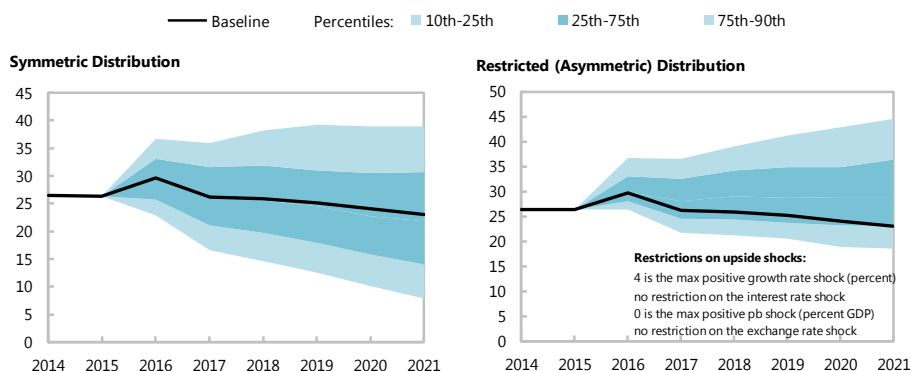 Baseline Percentiles: 10th-25th 25th-75th 75th-90th
Symmetric Distribution
45
40
35
30
25
20
15
10
5
0
2014 2015 2016 2017 2018 2019 2020 2021
Restricted (Asymmetric) Distribution
50
45
40
35
30
25
20
15
10
5
0
Restrictions on upside shocks:
4 is the max positive growth rate shock (percent)
no restriction on the interest rate shock
0 is the max positive pb shock (percent GDP)
no restriction on the exchange rate shock
2014 2015 2016 2017 2018 2019 2020 2021